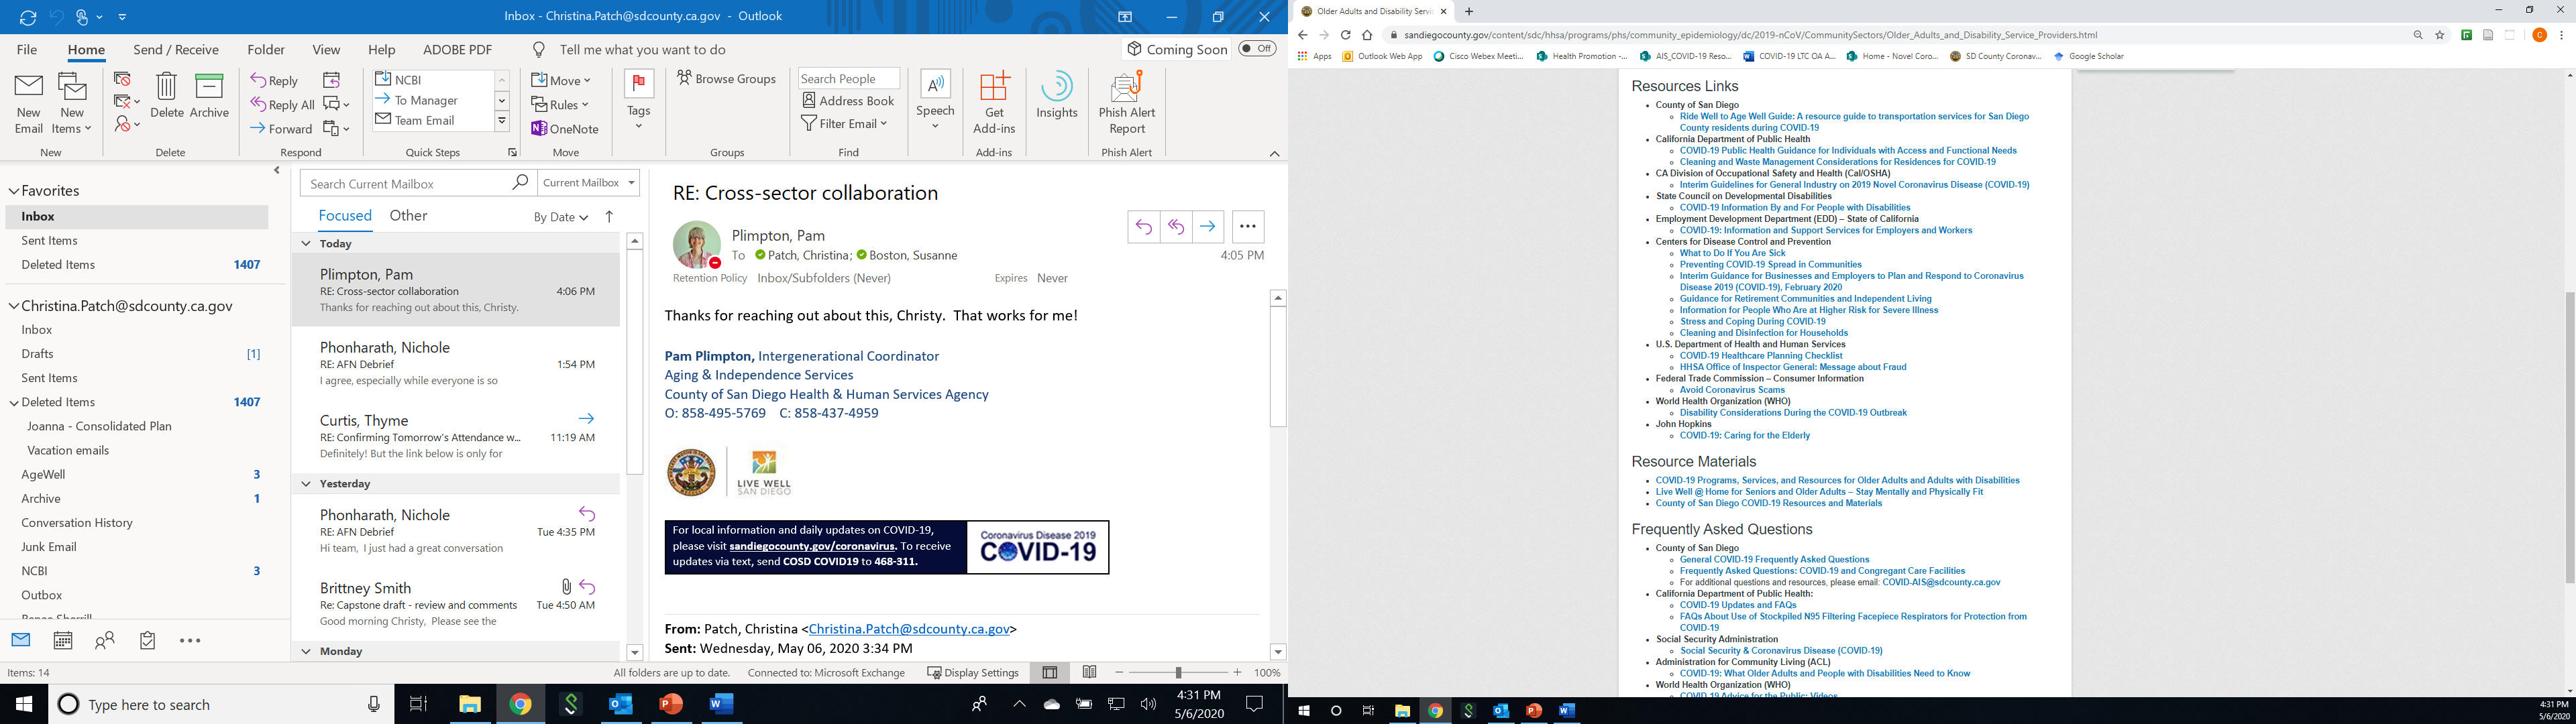 Inbox - Christina.Patch@sdcounty.ca.gov - Outlook
File Home Send / Receive Folder View Help ADOBE PDF Tell me what you want to do Coming Soon Off
New Email
New Items
Delete
Archive
Reply
Reply All
Forward
NCBI
To Manager
Team Email
Move
Rules
OneNote
Tags
Browse Groups
Search People
Address Book
Filter Email
Speech
Get Add-ins
Insights
Phish Alert Report
New Delete Respond Quick Steps Move Groups Find Add-ins Phish Alert
Favorites
Inbox
Sent Items
Deleted Items 1407
Christina.Patch@sdcounty.ca.gov
Inbox
Drafts [1]
Sent Items
Deleted Items 1407
Joanna - Consolidated Plan
Vacation emails
AgeWell 3
Archive 1
Conversation History
Junk Email
NCBI 3
Outbox
Search Current Mailbox Current Mailbox
Focused Other By Date
Today
Plimpton, Pam
RE: Cross-sector collaboration 4:06 PM
Thanks for reaching out about this, Christy.
Phonharath, Nichole
RE: AFN Debrief 1:54 PM
I agree, especially while everyone is so
Curtis, Thyme
RE: Confirming Tomorrow's Attendance w... 11:19 AM
Definitely! But the link below is only for
Yesterday
Phonharath, Nichole
RE: AFN Debrief Tue 4:35 PM
Hi team, I just had a great conversation
Brittney Smith
Re: Capstone draft - review and comments Tue 4:50 AM
Good morning Christy, Please see the
Monday
RE: Cross-sector collaboration
Plimpton, Pam
To Patch, Christina; Boston, Susanne 4:05 PM
Retention Policy Inbox/Subfolders (Never) Expires Never
Thanks for reaching out about this, Christy. That works for me!
Pam Plimpton, Intergenerational Coordinator
Aging & Independence Services
County of San Diego Health & Human Services Agency
O: 858-495-5769 C: 858-437-4959
LIVE WELL
SAN DIEGO
For local information and daily updates on COVID-19,
please visit sandiegocounty.gov/coronavirus. To receive
updates via text, send COSD COVID19 to 468-311.
Coronavirus Disease 2019
COVID-19
From: Patch, Christina <Christina.Patch@sdcounty.ca.gov>
Sent: Wednesday, May 06, 2020 3:34 PM
Items: 14 All folders are up to date. Connected to: Microsoft Exchange Display Settings 100%
Type here to search
4:31 PM
5/6/2020
Older Adults and Disability Servi
sandiegocounty.gov/content/sdc/hhsa/programs/phs/community_epidemiology/dc/2019-nCoV/CommunitySectors/Older_Adults_and_Disability_Service_Providers.html
Apps Outlook Web App Cisco Webex Meeti... Health Promotion -... AIS_COVID-19 Reso... COVID-19 LTC OA A... Home - Novel Coro... SD County Coronav... Google Scholar
Resources Links
County of San Diego
Ride Well to Age Well Guide: A resource guide to transportation services for San Diego
County residents during COVID-19
California Department of Public Health
COVID-19 Public Health Guidance for Individuals with Access and Functional Needs
Cleaning and Waste Management Considerations for Residences for COVID-19
CA Division of Occupational Safety and Health (Cal/OSHA)
Interim Guidelines for General Industry on 2019 Novel Coronavirus Disease (COVID-19)
State Council on Developmental Disabilities
COVID-19 Information By and For People with Disabilities
Employment Development Department (EDD) – State of California
COVID-19: Information and Support Services for Employers and Workers
Centers for Disease Control and Prevention
What to Do If You Are Sick
Preventing COVID-19 Spread in Communities
Interim Guidance for Businesses and Employers to Plan and Respond to Coronavirus
Disease 2019 (COVID-19), February 2020
Guidance for Retirement Communities and Independent Living
Information for People Who Are at Higher Risk for Severe Illness
Stress and Coping During COVID-19
Cleaning and Disinfection for Households
U.S. Department of Health and Human Services
COVID-19 Healthcare Planning Checklist
HHSA Office of Inspector General: Message about Fraud
Federal Trade Commission – Consumer Information
Avoid Coronavirus Scams
World Health Organization (WHO)
Disability Considerations During the COVID-19 Outbreak
John Hopkins
COVID-19: Caring for the Elderly
Resource Materials
COVID-19 Programs, Services, and Resources for Older Adults and Adults with Disabilities
Live Well @ Home for Seniors and Older Adults – Stay Mentally and Physically Fit
County of San Diego COVID-19 Resources and Materials
Frequently Asked Questions
County of San Diego
General COVID-19 Frequently Asked Questions
Frequently Asked Questions: COVID-19 and Congregant Care Facilities
For additional questions and resources, please email: COVID-AIS@sdcounty.ca.gov
California Department of Public Health:
COVID-19 Updates and FAQs
FAQs About Use of Stockpiled N95 Filtering Facepiece Respirators for Protection from
COVID-19
Social Security Administration
Social Security & Coronavirus Disease (COVID-19)
Administration for Community Living (ACL)
COVID-19: What Older Adults and People with Disabilities Need to Know
World Health Organization (WHO)
COVID-19 Advice for the Public: Videos
4:31 PM
5/6/2020